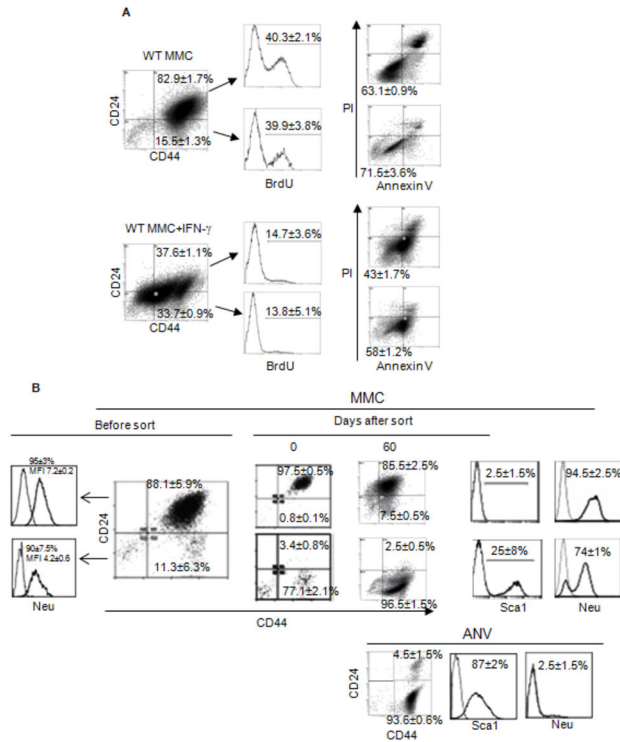 A
WT MMC
82.9±1.7%
15.5±1.3%
CD24
CD44
40.3±2.1%
39.9±3.8%
BrdU
63.1±0.9%
PI
71.5±3.6%
Annexin V
WT MMC+IFN-γ
37.6±1.1%
33.7±0.9%
CD24
CD44
14.7±3.6%
13.8±5.1%
BrdU
PI
43±1.7%
58±1.2%
Annexin V
B
MMC
Before sort
Days after sort
0 60
95±3%
MFI 7.2±0.2
90±7.5%
MFI 4.2±0.6
Neu
88.1±5.9%
11.3±6.3%
CD24
97.5±0.5%
0.8±0.1%
85.5±2.5%
7.5±0.5%
2.5±1.5%
94.5±2.5%
3.4±0.8%
77.1±2.1%
2.5±0.5%
96.5±1.5%
25±8%
74±1%
Sca1
Neu
CD44
ANV
4.5±1.5%
93.6±0.6%
CD24
CD44
87±2%
Sca1
2.5±1.5%
Neu